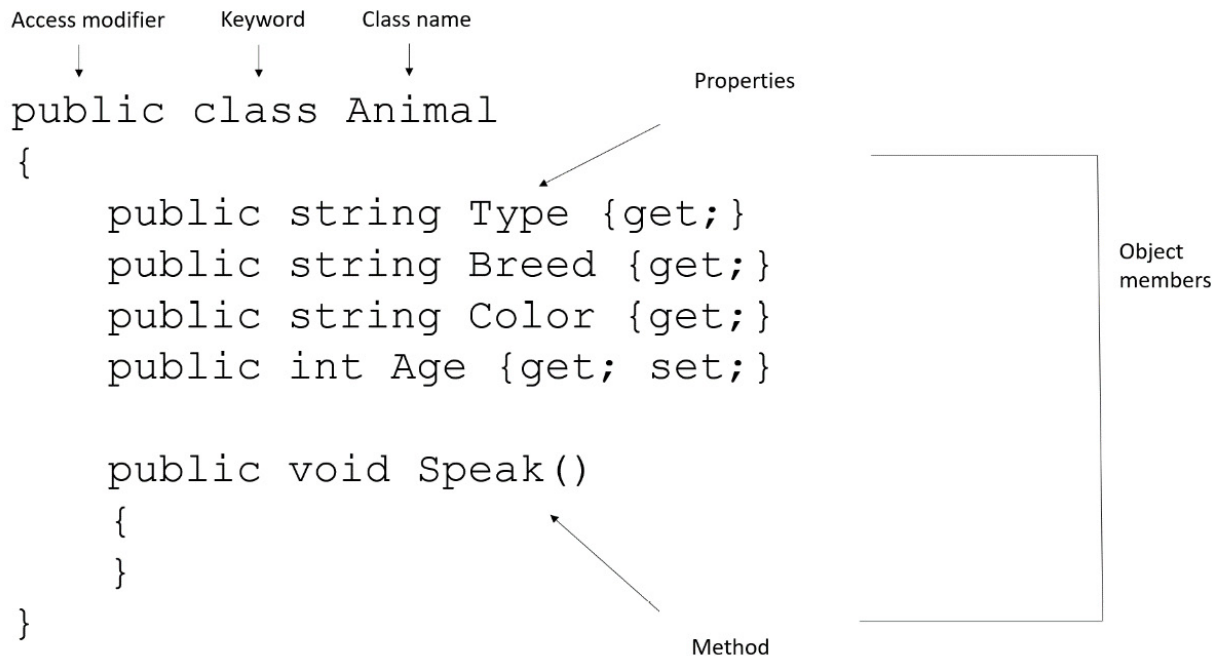 Access modifier Keyword Class name
Properties
public class Animal
{
public string Type {get;}
public string Breed {get;}
public string Color {get;}
public int Age {get; set;}
Object
members
public void Speak()
{
}
}
Method